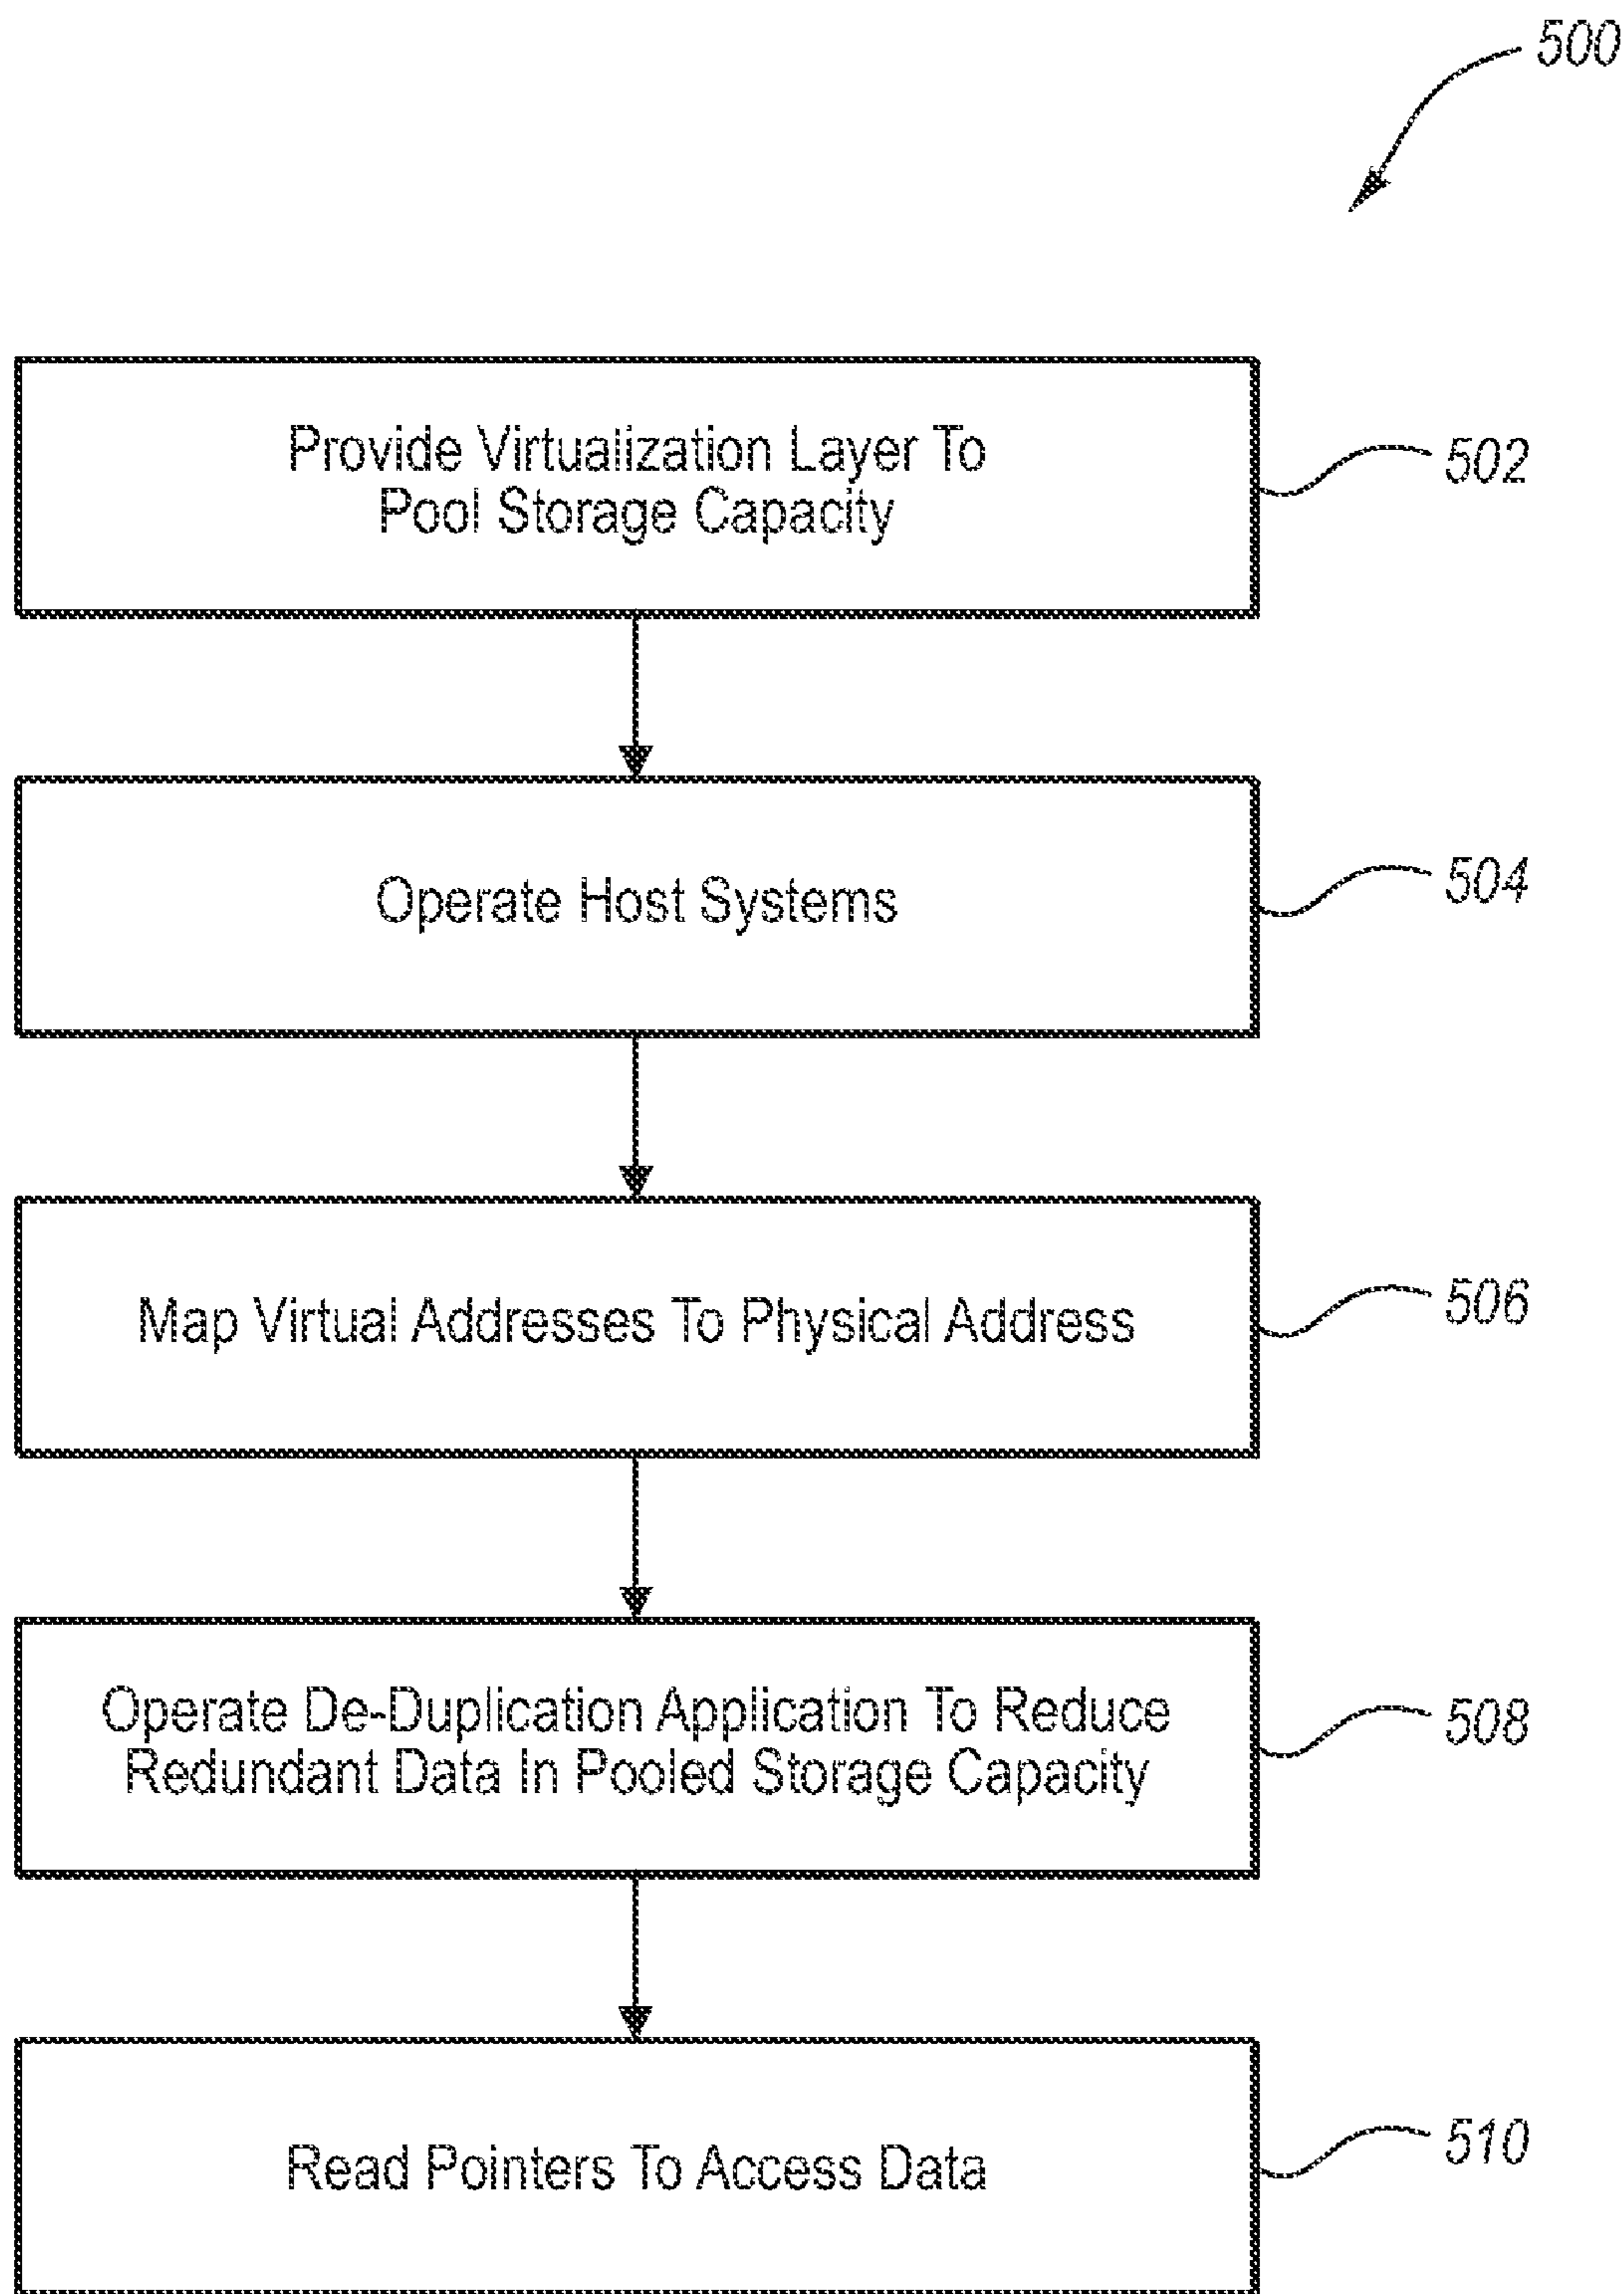 500
Provide Virtualization Layer To
Pool Storage Capacity
502
Operate Host Systems
504
Map Virtual Addresses To Physical Address
506
Operate De-Duplication Application To Reduce
Redundant Data In Pooled Storage Capacity
508
Read Pointers To Access Data
510